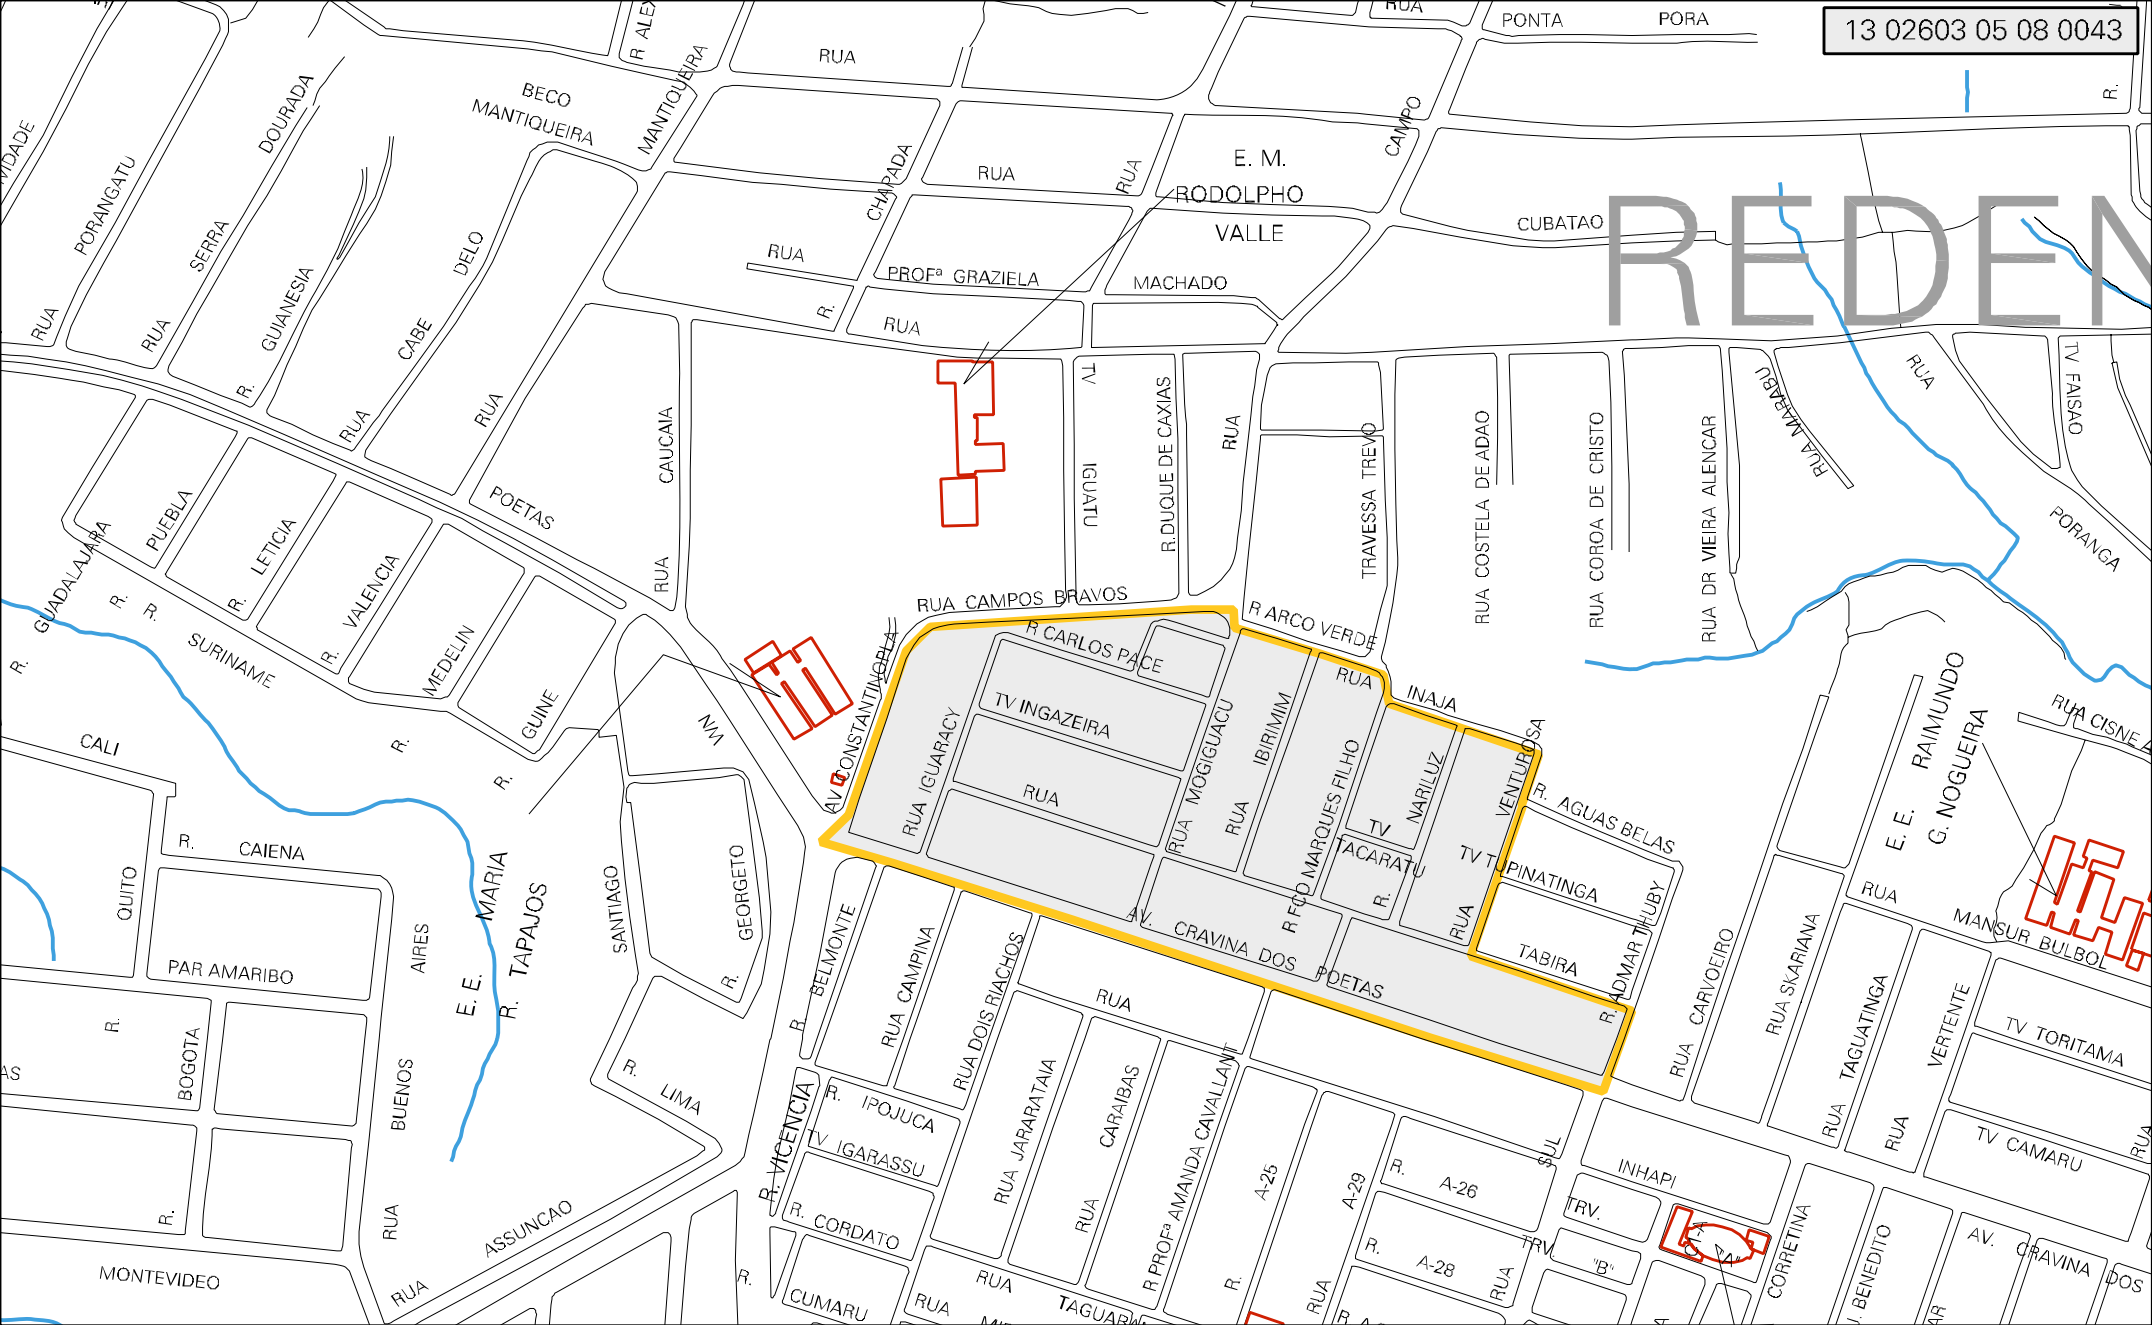 13 02603 05 08 0043
PONTA PORA
RUA
R ALEX
RUA
BECO
MANTIQUEIRA
MANTIQUEIRA
DOURADA
SERRA
RUA
PORANGATU
RUA
GUIANESIA
R.
CABE DELO
RUA
RUA
CHAPADA
R.
RUA
RUA
CAMPO
E. M.
RODOLPHO
VALLE
CUBATAO
REDEN
R.
RUA
PROFª GRAZIELA MACHADO
RUA
CAUCAIA
RUA
POETAS
TV IGUATU
R.DUQUE DE CAXIAS
RUA
TRAVESSA TREVO
RUA COSTELA DE ADAO
RUA COROA DE CRISTO
RUA DR VIEIRA ALENCAR
RUA MARABU
RUA
PORANGA
TV FAISAO
GUADALAJARA
R.
PUEBLA
R.
LETICIA
R.
VALENCIA
R.
MEDELIN
R.
GUINE
R.
R.
SURINAME
RUA CAMPOS BRAVOS
R ARCO VERDE
R CARLOS PACE
RUA INAJA
TV INGAZEIRA
RUA
RUA IGUARACY
AV CONSTANTINOPLA
RUA MOGIGUACU
RUA IBIRIMIM
R FCO MARQUES FILHO
R. NARILUZ
RUA VENTUROSA
TV
TACARATU
R. AGUAS BELAS
TV TUPINATINGA
TABIRA
R. ADMAR THUBY
AV. CRAVINA DOS POETAS
NM
CALI
R. CAIENA
QUITO
PAR AMARIBO
R.
BOGOTA
R.
RUA BUENOS AIRES
MONTEVIDEO
E. E. MARIA
R. TAPAJOS
SANTIAGO
R. GEORGETO
R. LIMA
RUA ASSUNCAO
R. BELMONTE
RUA CAMPINA
RUA DOIS RIACHOS
RUA
R. VICENCIA
R. IPOJUCA
TV IGARASSU
R. CORDATO
R.
CUMARU
RUA
RUA JARARATAIA
RUA CARAIBAS
R PROFª AMANDA CAVALLANT
RUA
R. A-25
RUA A-29
R. A-26
R. A-28
RUA SUL
INHAPI
TRV.
TRV. "B"
CORRETINA
BENEDITO
AV. CRAVINA DOS
RUA CARVOEIRO
RUA SKARIANA
RUA TAGUATINGA
RUA VERTENTE
TV TORITAMA
TV CAMARU
RUA
RUA
MANSUR BULBOL
E. E. RAIMUNDO
G. NOGUEIRA
RUA CISNE